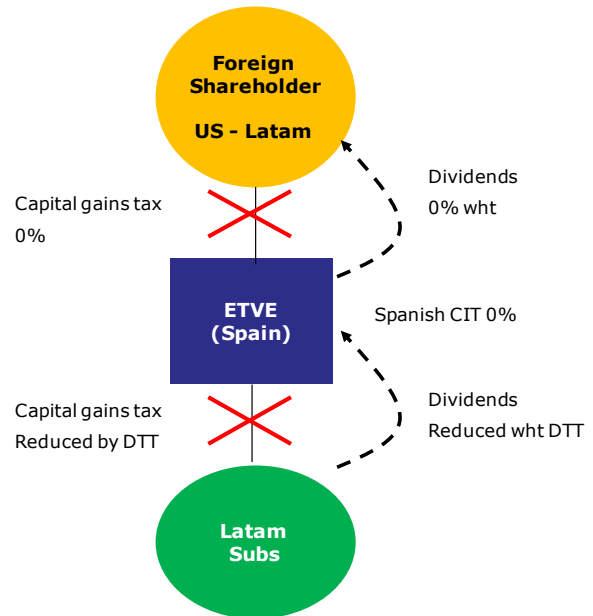 Foreign
Shareholder
US - Latam
Capital gains tax
0%
Dividends
0% wht
ETVE
(Spain)
Spanish CIT 0%
Capital gains tax
Reduced by DTT
Dividends
Reduced wht DTT
Latam
Subs